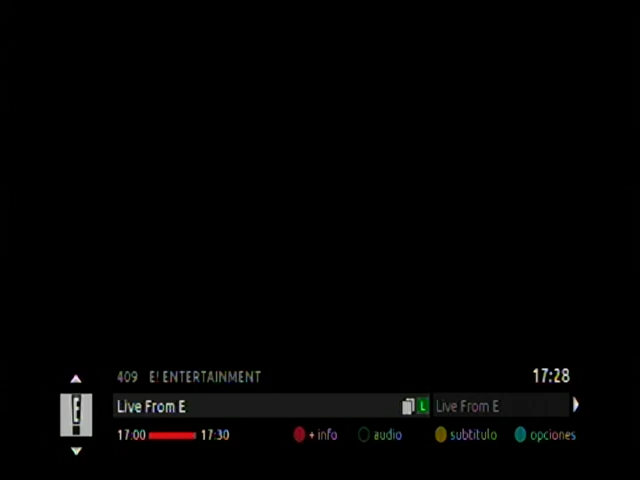 409 E! ENTERTAINMENT 17:28
E!
Live From E L Live From E
17:00 17:30 + info audio subtitulo opciones